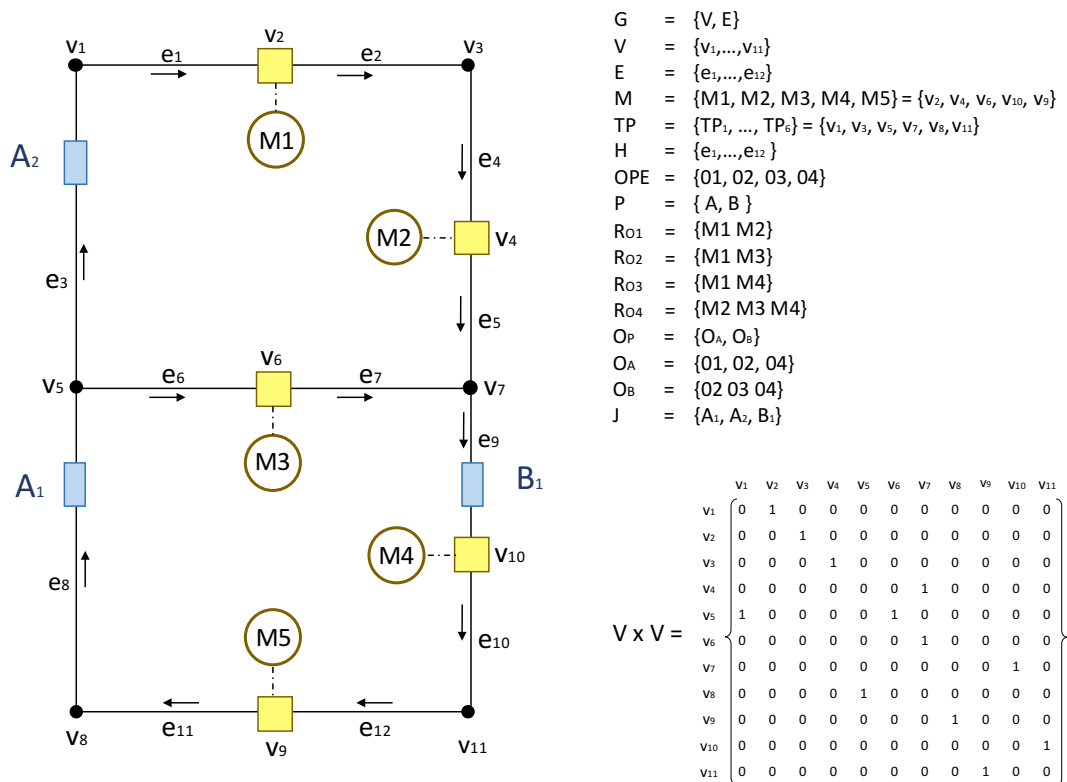 v₁
e₁
v₂
e₂
v₃
M1
A₂
e₄
M2
v₄
e₃
e₅
v₅
e₆
v₆
e₇
v₇
M3
e₉
A₁
B₁
M4
v₁₀
e₈
M5
e₁₀
v₈
e₁₁
v₉
e₁₂
v₁₁
G = {V, E}
V = {v₁,...,v₁₁}
E = {e₁,...,e₁₂}
M = {M1, M2, M3, M4, M5} = {v₂, v₄, v₆, v₁₀, v₉}
TP = {TP₁, ..., TP₆} = {v₁, v₃, v₅, v₇, v₈,v₁₁}
H = {e₁,...,e₁₂ }
OPE = {01, 02, 03, 04}
P = { A, B }
R_O1 = {M1 M2}
R_O2 = {M1 M3}
R_O3 = {M1 M4}
R_O4 = {M2 M3 M4}
O_P = {O_A, O_B}
O_A = {01, 02, 04}
O_B = {02 03 04}
J = {A₁, A₂, B₁}
v₁ v₂ v₃ v₄ v₅ v₆ v₇ v₈ v₉ v₁₀ v₁₁
v₁ 0 1 0 0 0 0 0 0 0 0 0
v₂ 0 0 1 0 0 0 0 0 0 0 0
v₃ 0 0 0 1 0 0 0 0 0 0 0
v₄ 0 0 0 0 0 0 1 0 0 0 0
v₅ 1 0 0 0 0 1 0 0 0 0 0
v₆ 0 0 0 0 0 0 1 0 0 0 0
V x V =
v₇ 0 0 0 0 0 0 0 0 0 1 0
v₈ 0 0 0 0 1 0 0 0 0 0 0
v₉ 0 0 0 0 0 0 0 1 0 0 0
v₁₀ 0 0 0 0 0 0 0 0 0 0 1
v₁₁ 0 0 0 0 0 0 0 0 1 0 0